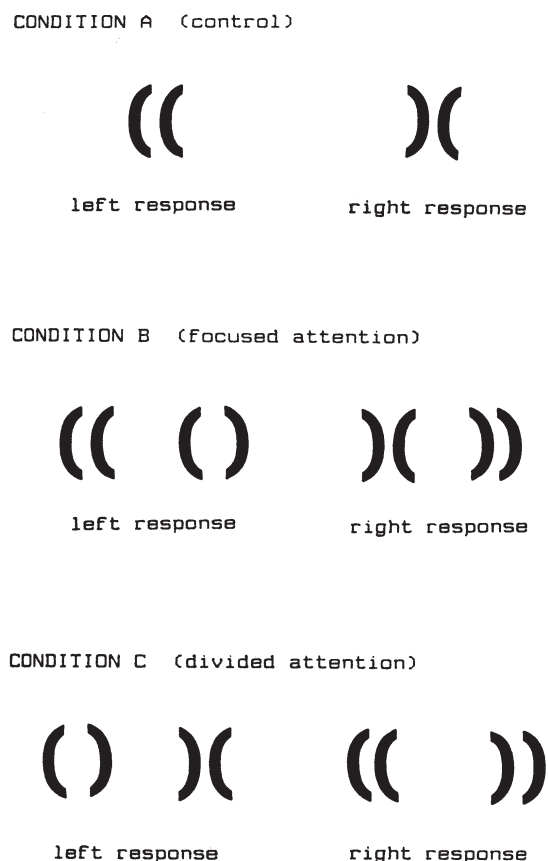 CONDITION A (control)
(( )(
left response right response
CONDITION B (focused attention)
(( () )( ))
left response right response
CONDITION C (divided attention)
() )( (( ))
left response right response